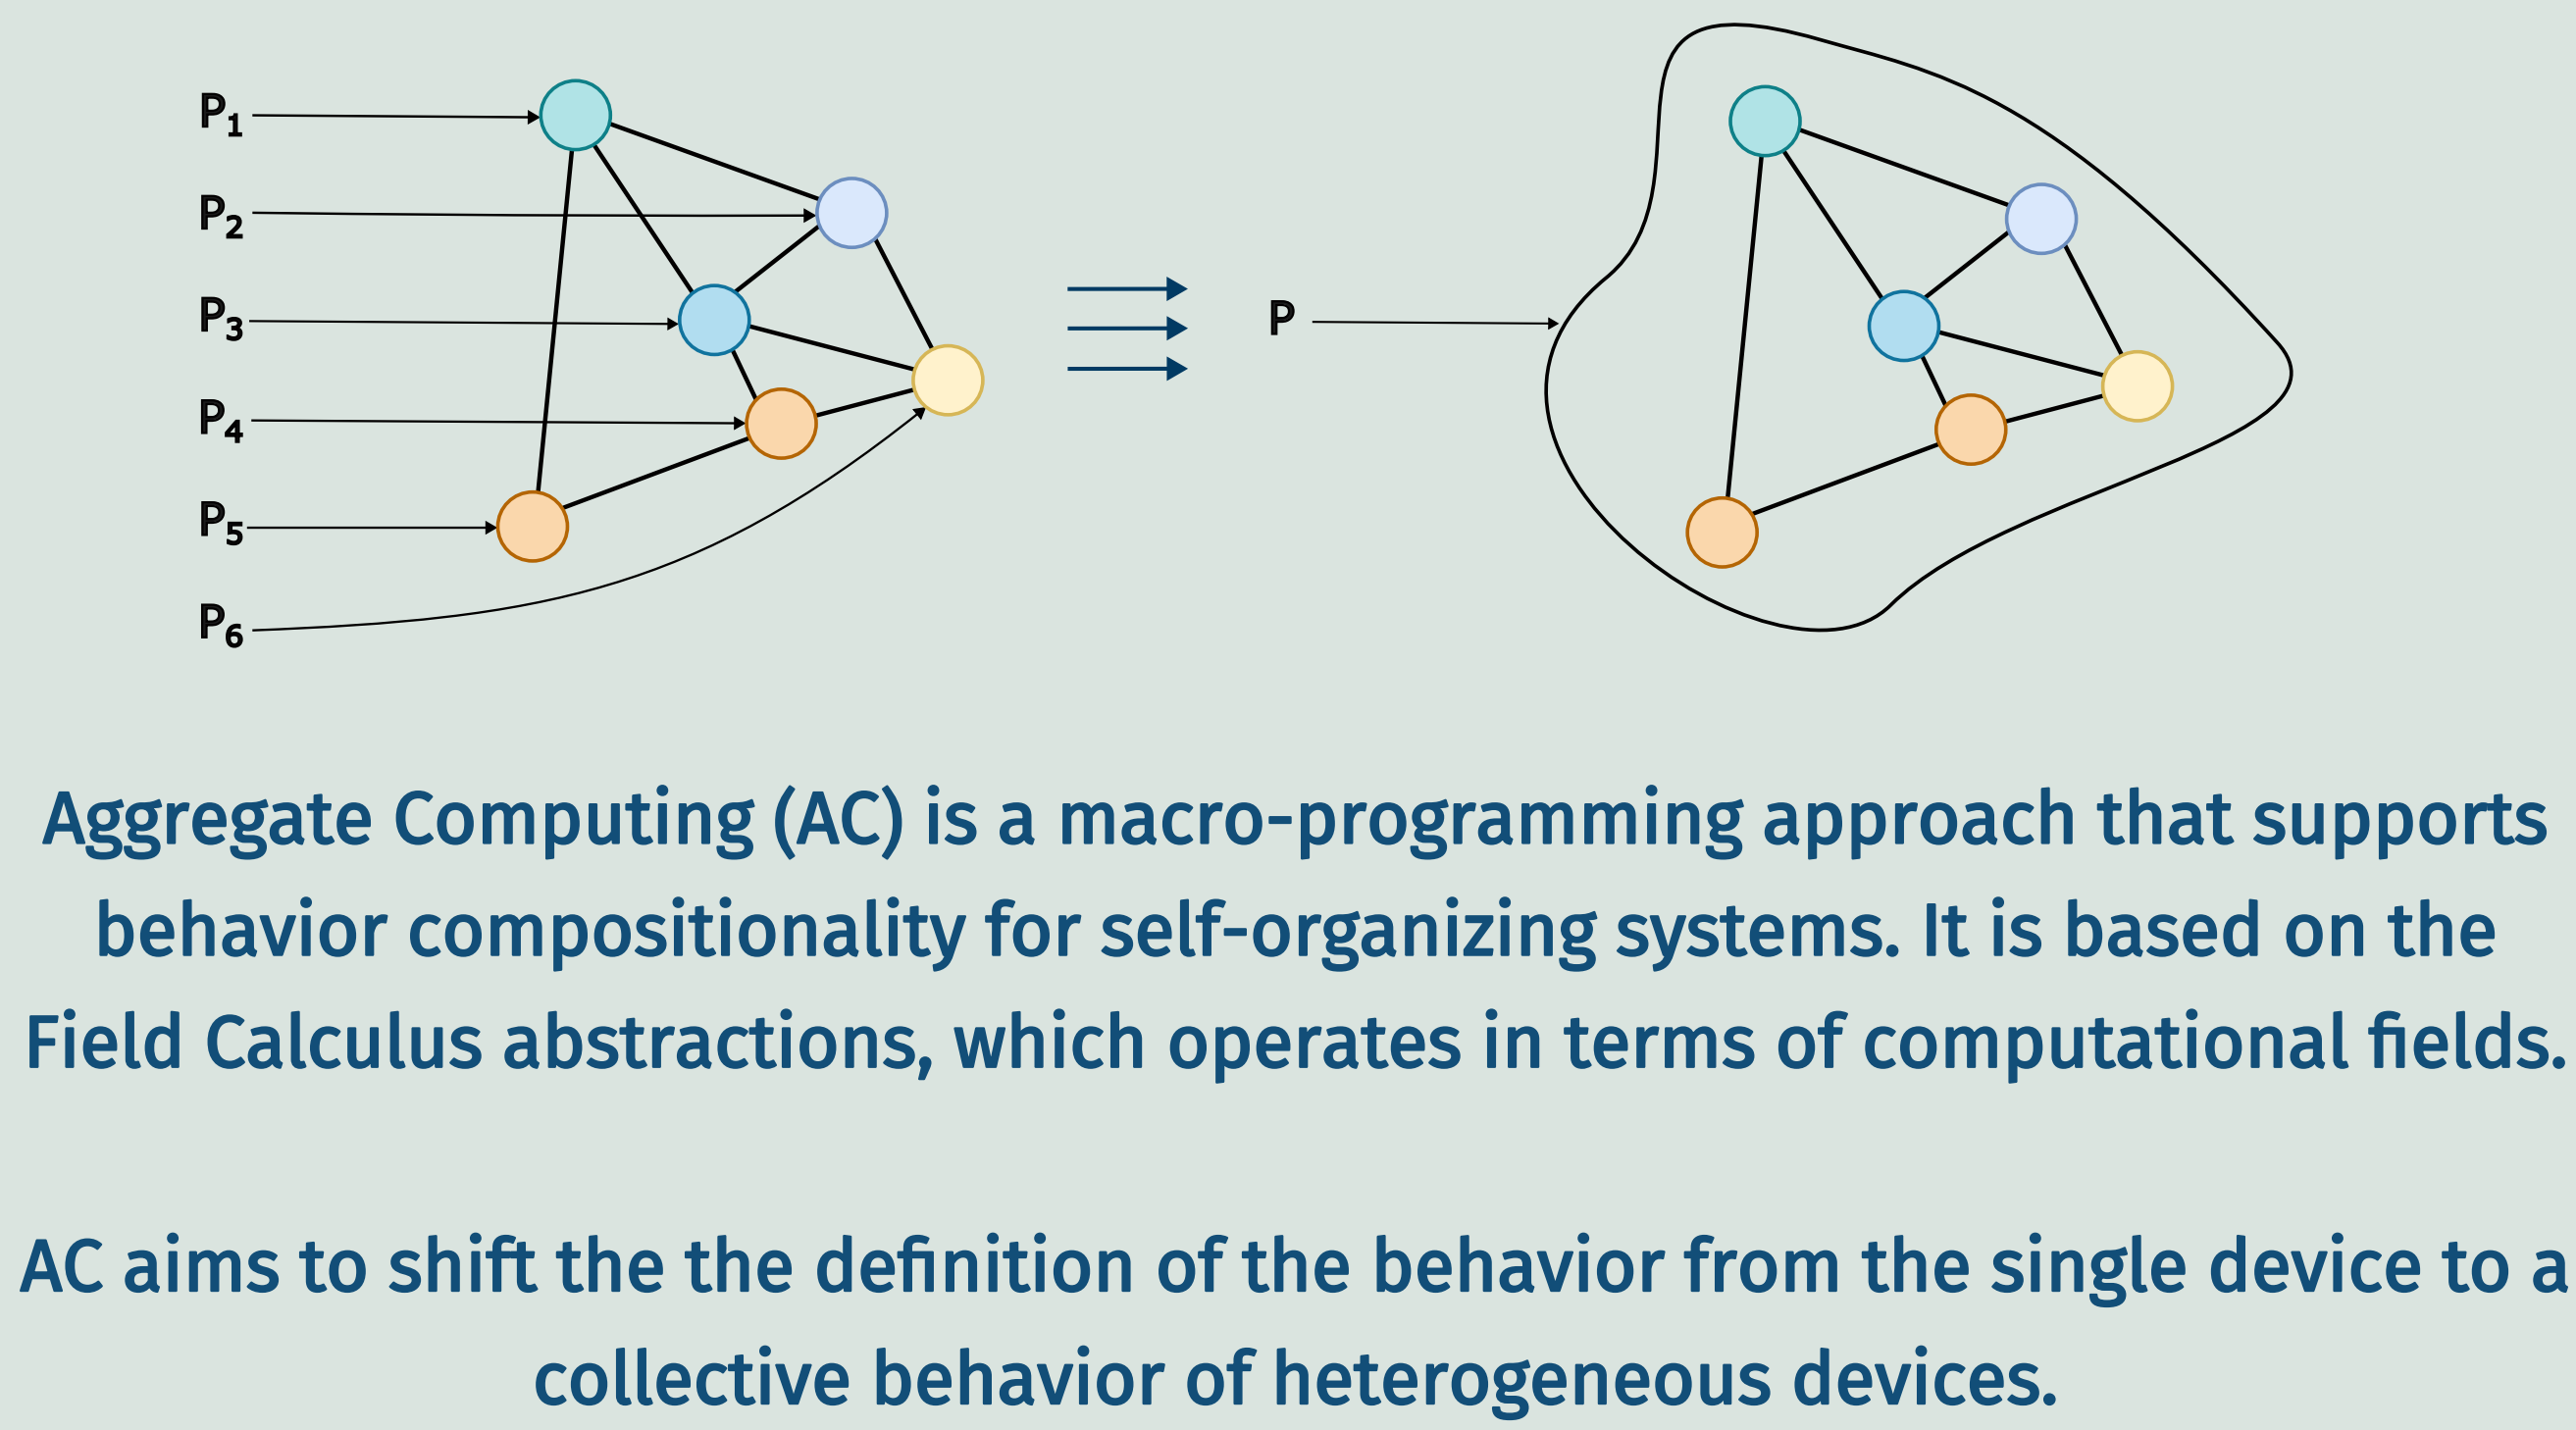 P₁
P₂
P₃
P₄
P₅
P₆
P
Aggregate Computing (AC) is a macro-programming approach that supports
behavior compositionality for self-organizing systems. It is based on the
Field Calculus abstractions, which operates in terms of computational fields.
AC aims to shift the the definition of the behavior from the single device to a
collective behavior of heterogeneous devices.